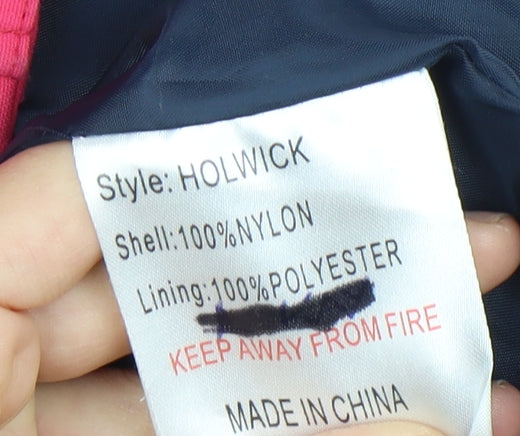 Style: HOLWICK
Shell:100%NYLON
Lining:100%POLYESTER
KEEP AWAY FROM FIRE
MADE IN CHINA